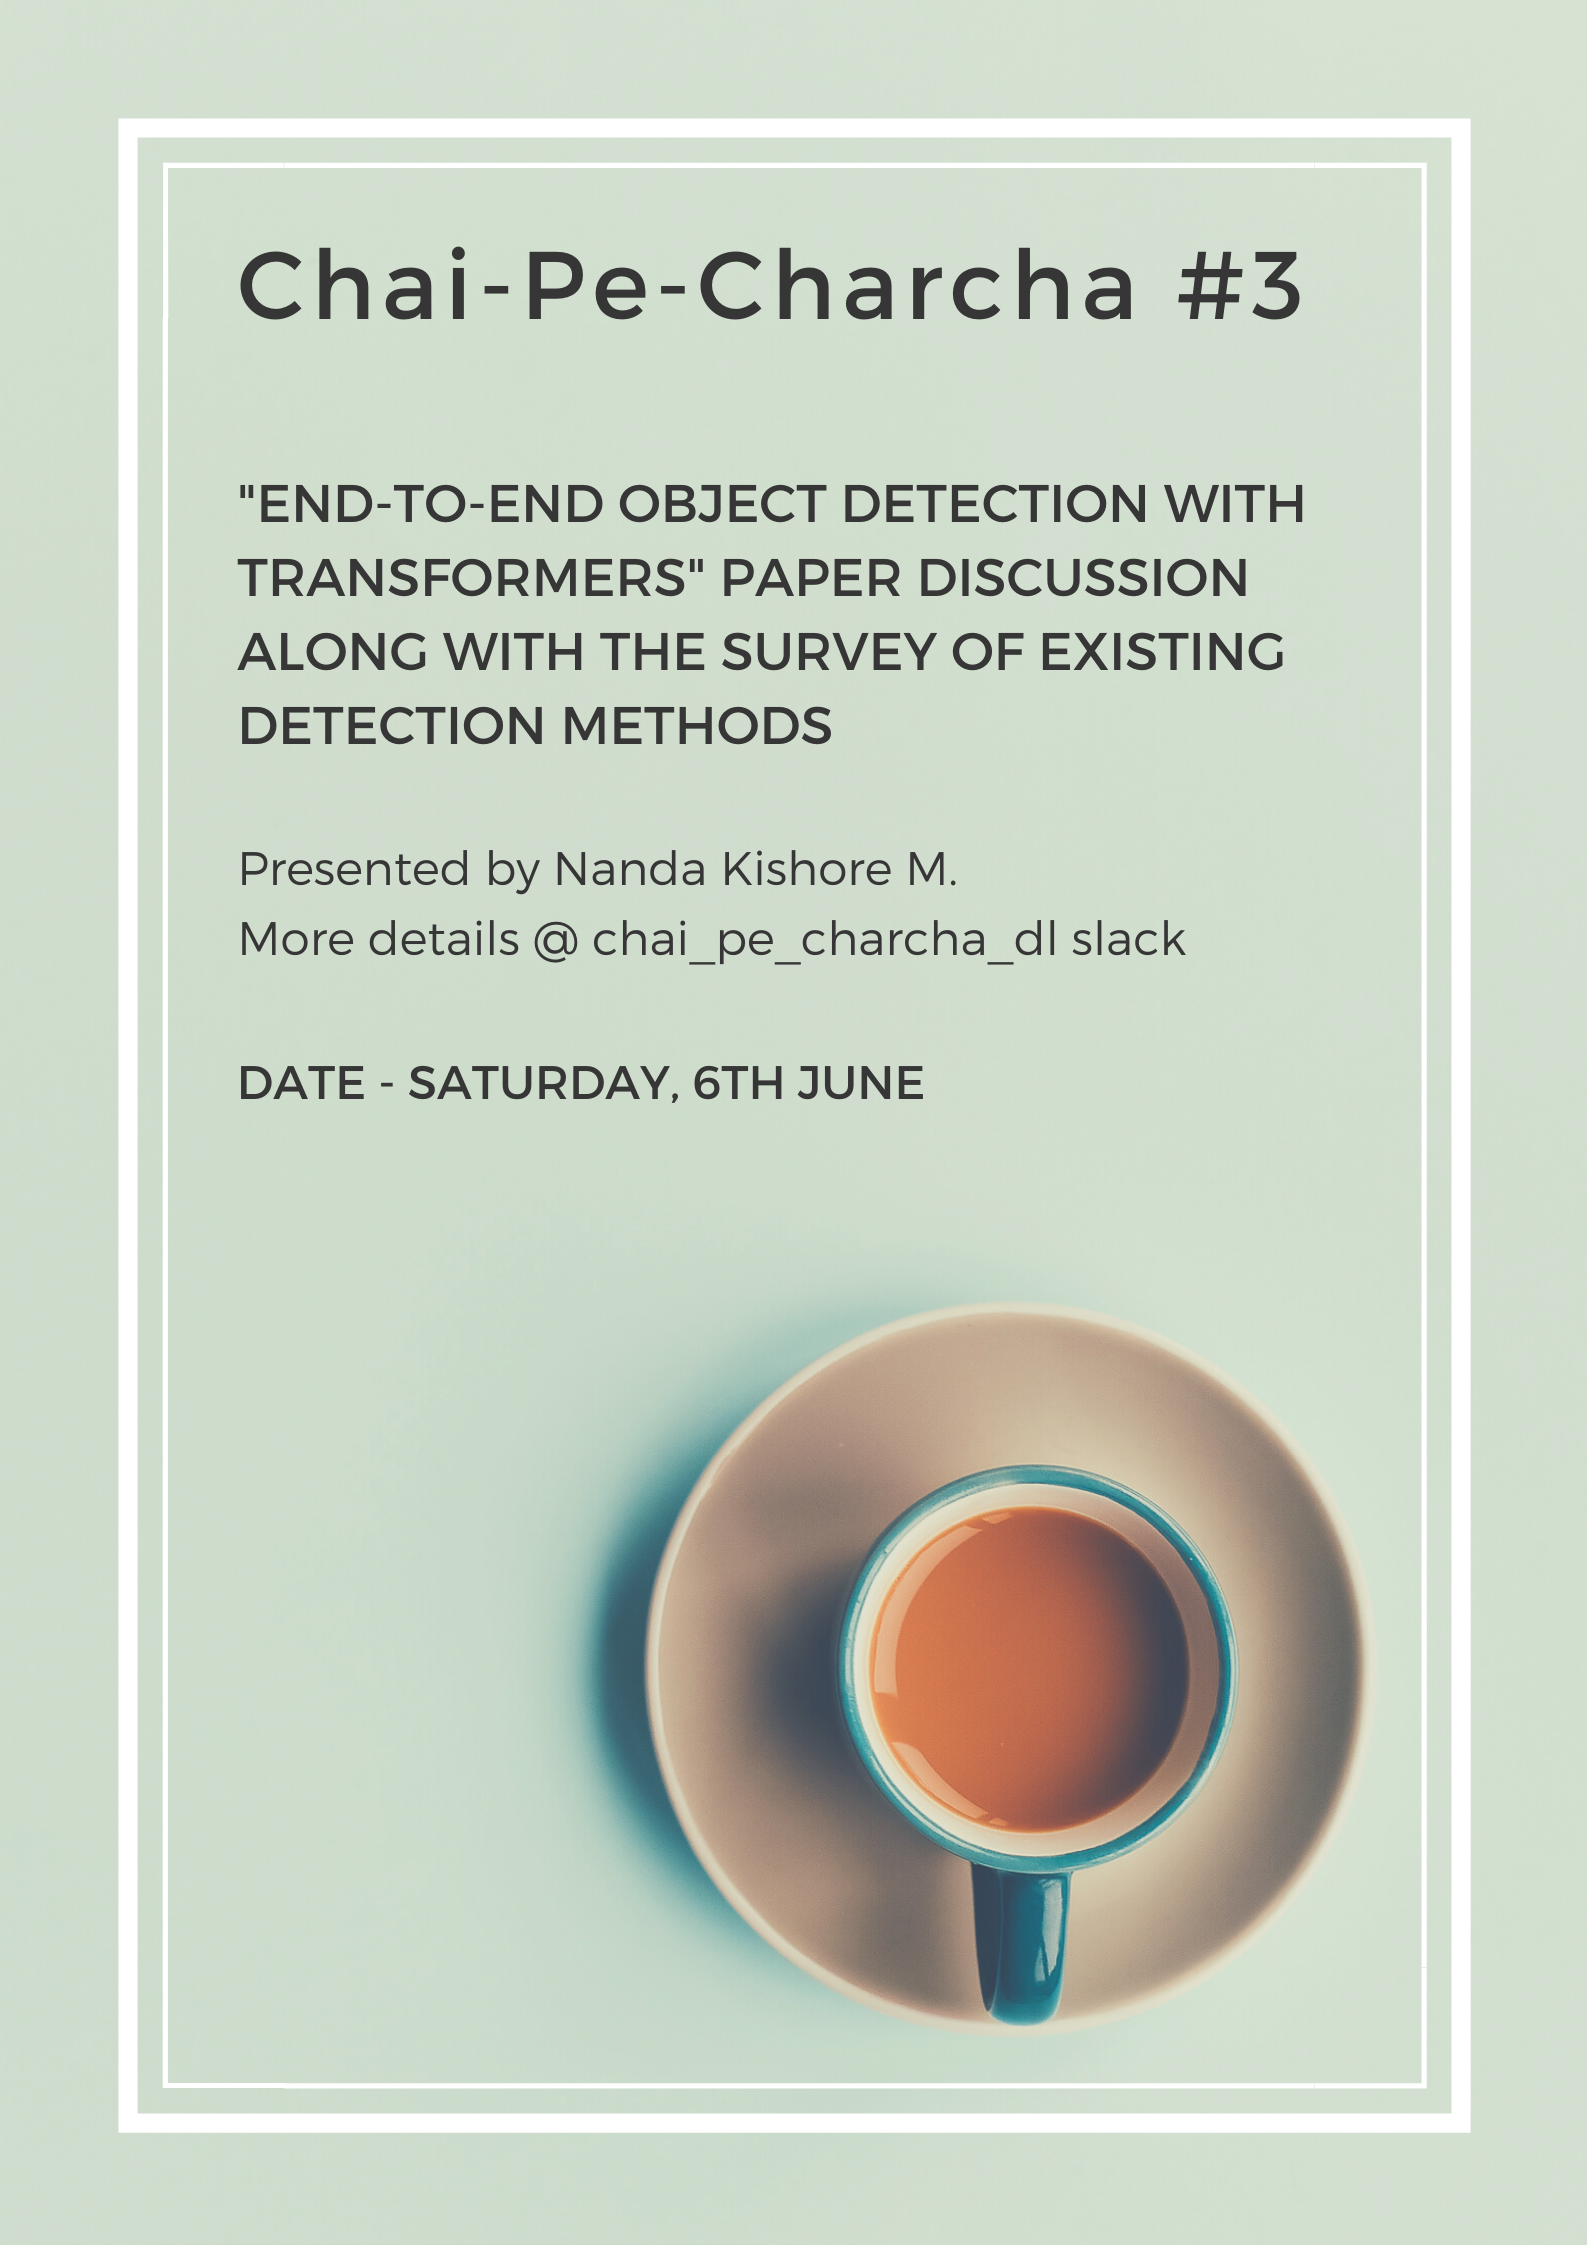 Chai-Pe-Charcha #3
"END-TO-END OBJECT DETECTION WITH
TRANSFORMERS" PAPER DISCUSSION
ALONG WITH THE SURVEY OF EXISTING
DETECTION METHODS
Presented by Nanda Kishore M.
More details @ chai_pe_charcha_dl slack
DATE - SATURDAY, 6TH JUNE